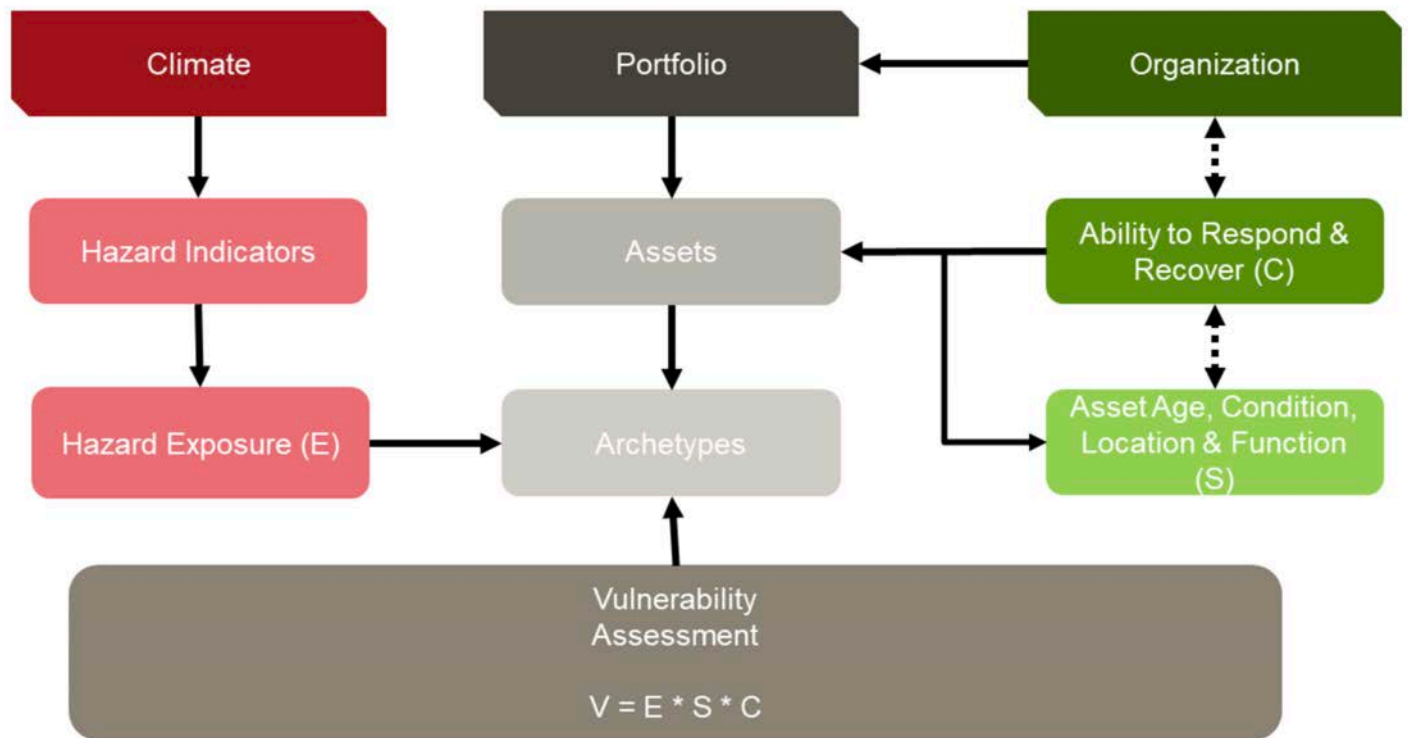 Climate
Portfolio
Organization
Hazard Indicators
Assets
Ability to Respond &
Recover (C)
Hazard Exposure (E)
Archetypes
Asset Age, Condition,
Location & Function
(S)
Vulnerability
Assessment
V = E * S * C